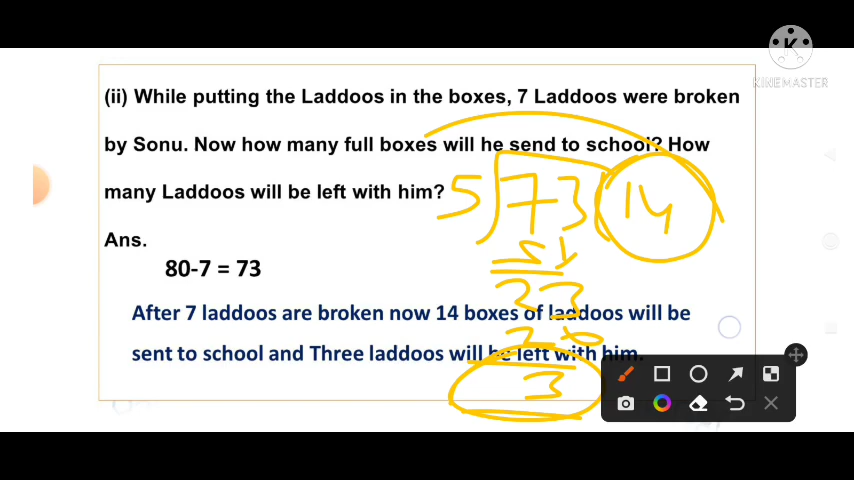 K
KINEMASTER
(ii) While putting the Laddoos in the boxes, 7 Laddoos were broken
by Sonu. Now how many full boxes will he send to school? How
many Laddoos will be left with him?
5 73 14
Ans.
5↓
80-7 = 73
23
After 7 laddoos are broken now 14 boxes of laddoos will be
20
sent to school and Three laddoos will be left with him.
3